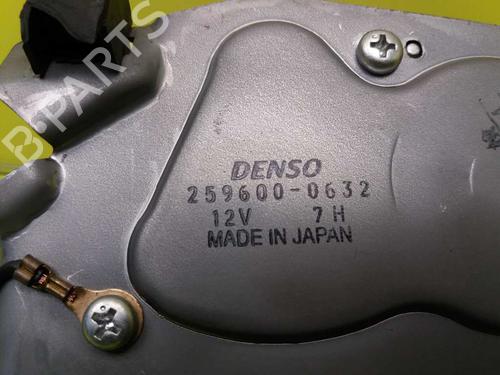 DENSO
259600-0632
12V 7H
MADE IN JAPAN
B-PARTS